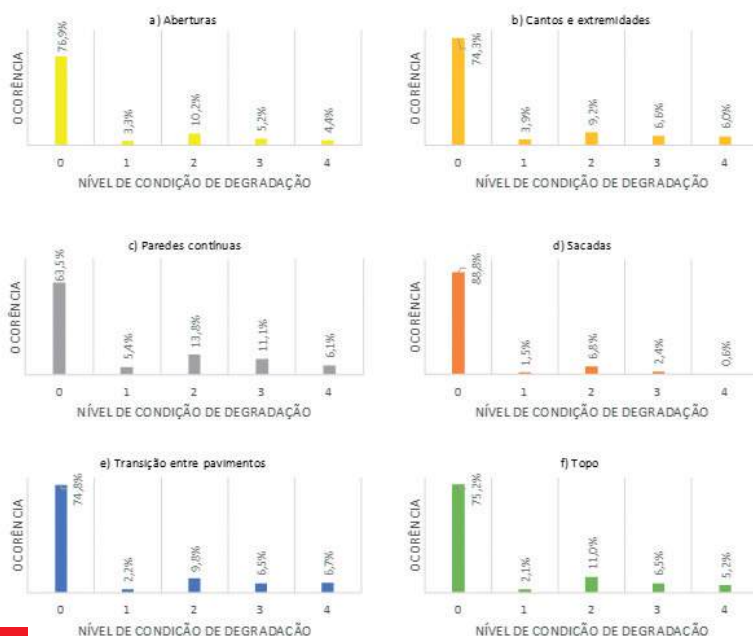 a) Aberturas
OCORÊNCIA
76,9%
3,3%
10,2%
5,2%
4,4%
0 1 2 3 4
NÍVEL DE CONDIÇÃO DE DEGRADAÇÃO
b) Cantos e extremidades
OCORÊNCIA
74,3%
3,9%
9,2%
6,6%
6,0%
0 1 2 3 4
NÍVEL DE CONDIÇÃO DE DEGRADAÇÃO
c) Paredes contínuas
OCORÊNCIA
63,5%
5,4%
13,8%
11,1%
6,1%
0 1 2 3 4
NÍVEL DE CONDIÇÃO DE DEGRADAÇÃO
d) Sacadas
OCORÊNCIA
88,8%
1,5%
6,8%
2,4%
0,6%
0 1 2 3 4
NÍVEL DE CONDIÇÃO DE DEGRADAÇÃO
e) Transição entre pavimentos
OCORÊNCIA
74,8%
2,2%
9,8%
6,5%
6,7%
0 1 2 3 4
NÍVEL DE CONDIÇÃO DE DEGRADAÇÃO
f) Topo
OCORÊNCIA
75,2%
2,1%
11,0%
6,5%
5,2%
0 1 2 3 4
NÍVEL DE CONDIÇÃO DE DEGRADAÇÃO